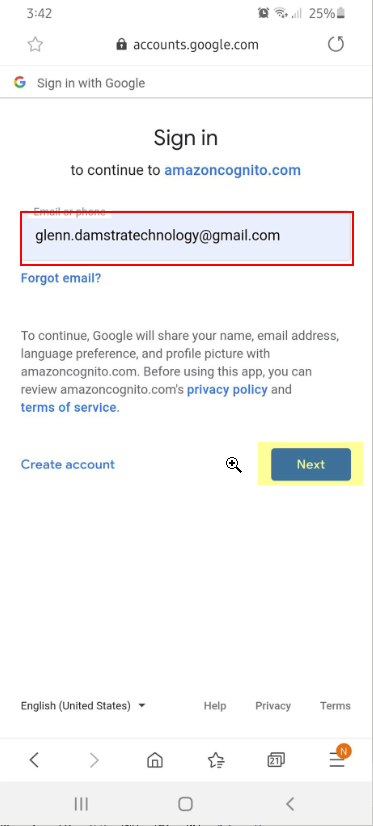 3:42 25%
accounts.google.com
G Sign in with Google
Sign in
to continue to amazoncognito.com
Email or phone
glenn.damstratechnology@gmail.com
Forgot email?
To continue, Google will share your name, email address,
language preference, and profile picture with
amazoncognito.com. Before using this app, you can
review amazoncognito.com's privacy policy and
terms of service.
Create account Next
English (United States) Help Privacy Terms
21 N